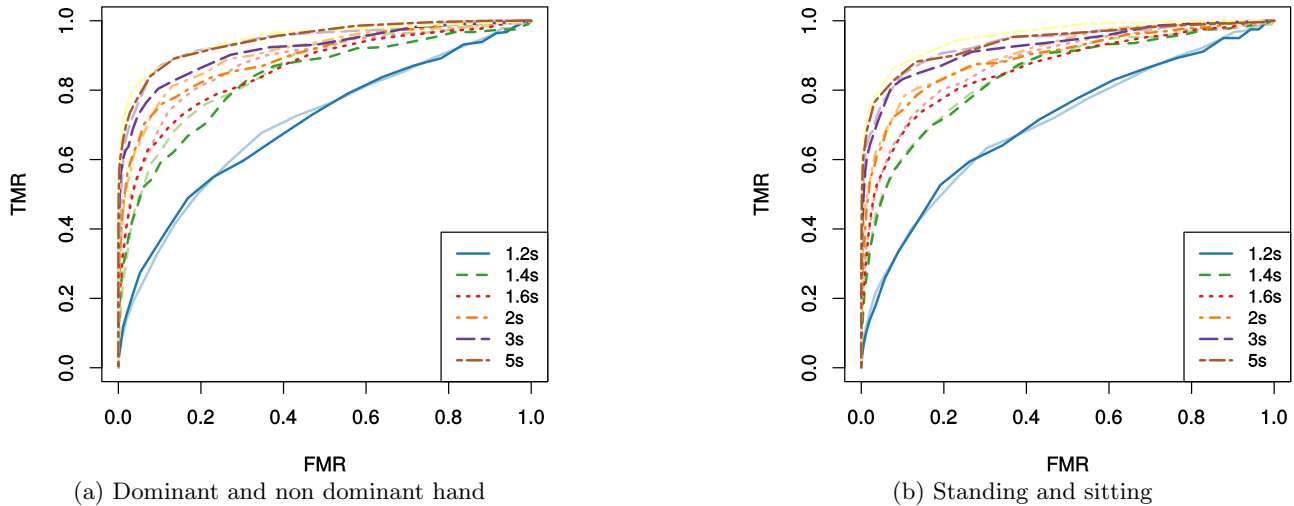 TMR
1.0
0.8
0.6
0.4
0.2
0.0
1.2s
1.4s
1.6s
2s
3s
5s
0.0 0.2 0.4 0.6 0.8 1.0
FMR
(a) Dominant and non dominant hand
TMR
1.0
0.8
0.6
0.4
0.2
0.0
1.2s
1.4s
1.6s
2s
3s
5s
0.0 0.2 0.4 0.6 0.8 1.0
FMR
(b) Standing and sitting